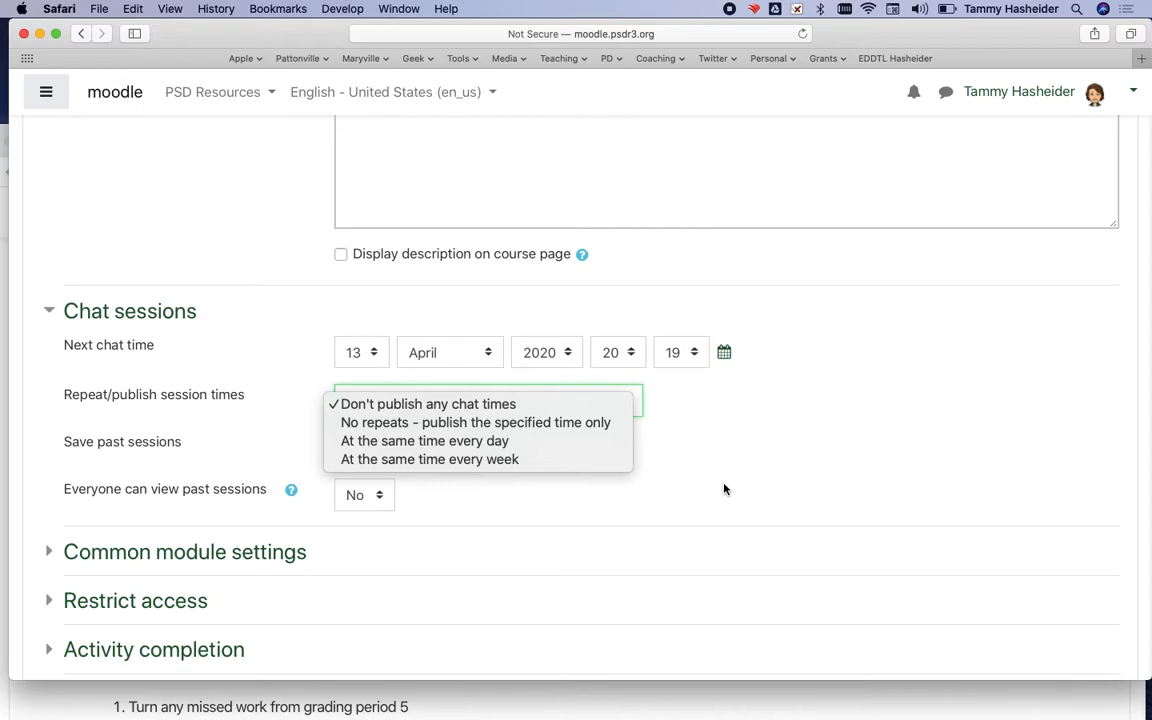 Safari File Edit View History Bookmarks Develop Window Help Tammy Hasheider
Not Secure — moodle.psdr3.org
Apple Pattonville Maryville Geek Tools Media Teaching PD Coaching Twitter Personal Grants EDDTL Hasheider
moodle PSD Resources English - United States (en_us) Tammy Hasheider
Display description on course page
Chat sessions
Next chat time 13 April 2020 20 19
Repeat/publish session times
✓Don't publish any chat times
No repeats - publish the specified time only
At the same time every day
Save past sessions
At the same time every week
Everyone can view past sessions No
Common module settings
Restrict access
Activity completion
1. Turn any missed work from grading period 5